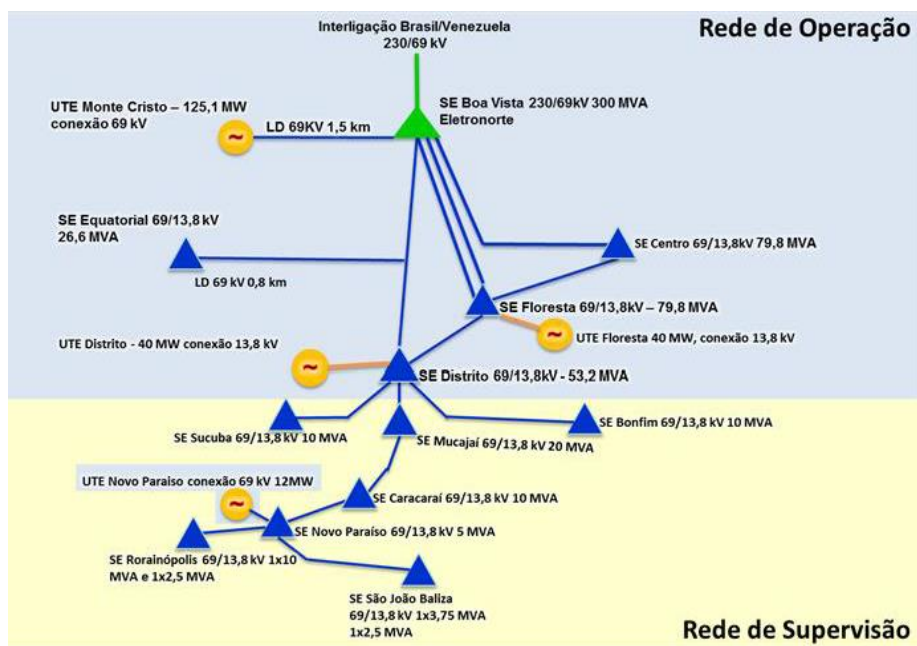 Interligação Brasil/Venezuela
230/69 kV
Rede de Operação
UTE Monte Cristo – 125,1 MW
conexão 69 kV
LD 69KV 1,5 km
SE Boa Vista 230/69kV 300 MVA
Eletronorte
~
SE Equatorial 69/13,8 kV
26,6 MVA
LD 69 kV 0,8 km
SE Centro 69/13,8kV 79,8 MVA
SE Floresta 69/13,8kV – 79,8 MVA
~
UTE Floresta 40 MW, conexão 13,8 kV
UTE Distrito - 40 MW conexão 13,8 kV
~
SE Distrito 69/13,8kV - 53,2 MVA
SE Sucuba 69/13,8 kV 10 MVA
SE Mucajaí 69/13,8 kV 20 MVA
SE Bonfim 69/13,8 kV 10 MVA
UTE Novo Paraiso conexão 69 kV 12MW
~
SE Caracaraí 69/13,8 kV 10 MVA
SE Novo Paraíso 69/13,8 kV 5 MVA
SE Rorainópolis 69/13,8 kV 1x10
MVA e 1x2,5 MVA
SE São João Baliza
69/13,8 kV 1x3,75 MVA
1x2,5 MVA
Rede de Supervisão